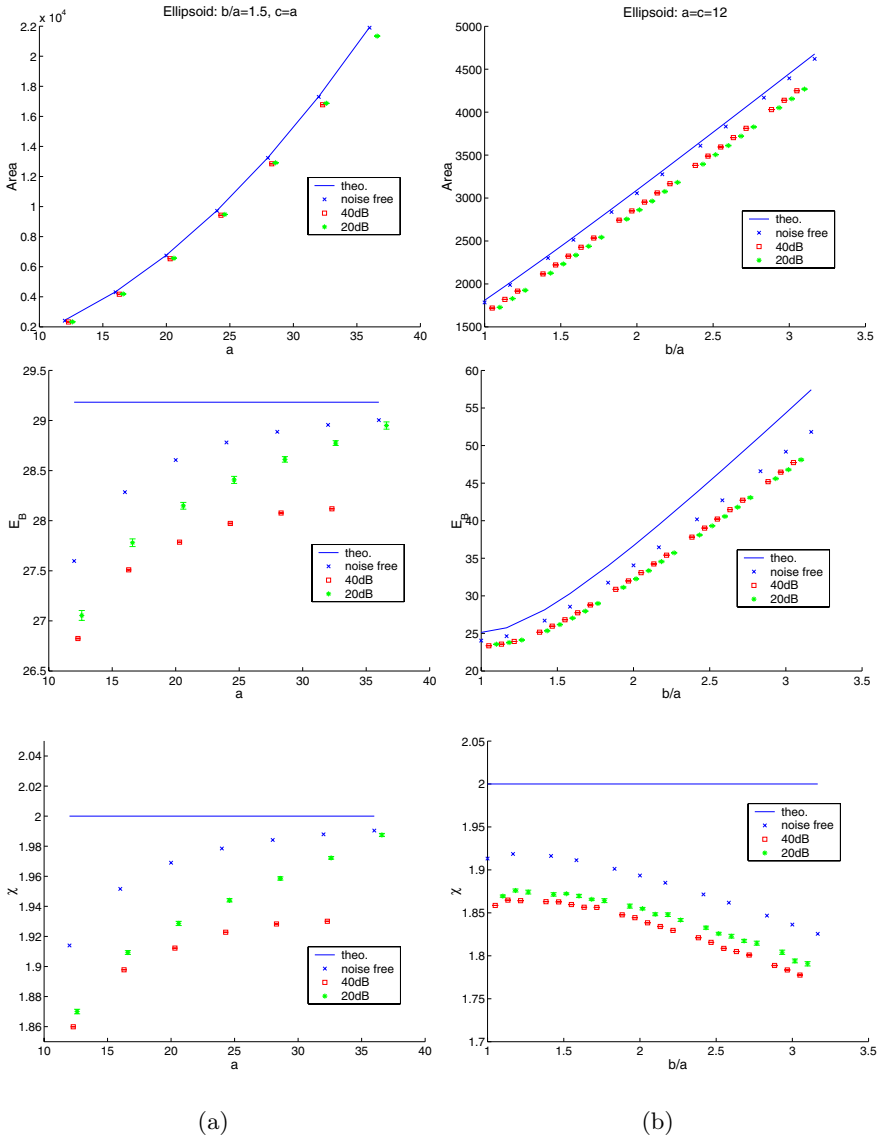 Ellipsoid: b/a=1.5, c=a
x 10⁴
2.2
2
1.8
1.6
1.4
1.2
1
0.8
0.6
0.4
0.2
Area
10 15 20 25 30 35 40
a
theo.
noise free
40dB
20dB
Ellipsoid: a=c=12
5000
4500
4000
3500
3000
2500
2000
1500
Area
1 1.5 2 2.5 3 3.5
b/a
theo.
noise free
40dB
20dB
29.5
29
28.5
28
27.5
27
26.5
E_B
10 15 20 25 30 35 40
a
theo.
noise free
40dB
20dB
60
55
50
45
40
35
30
25
20
E_B
1 1.5 2 2.5 3 3.5
b/a
theo.
noise free
40dB
20dB
2.04
2.02
2
1.98
1.96
1.94
1.92
1.9
1.88
1.86
χ
10 15 20 25 30 35 40
a
theo.
noise free
40dB
20dB
2.05
2
1.95
1.9
1.85
1.8
1.75
1.7
χ
1 1.5 2 2.5 3 3.5
b/a
theo.
noise free
40dB
20dB
(a)
(b)